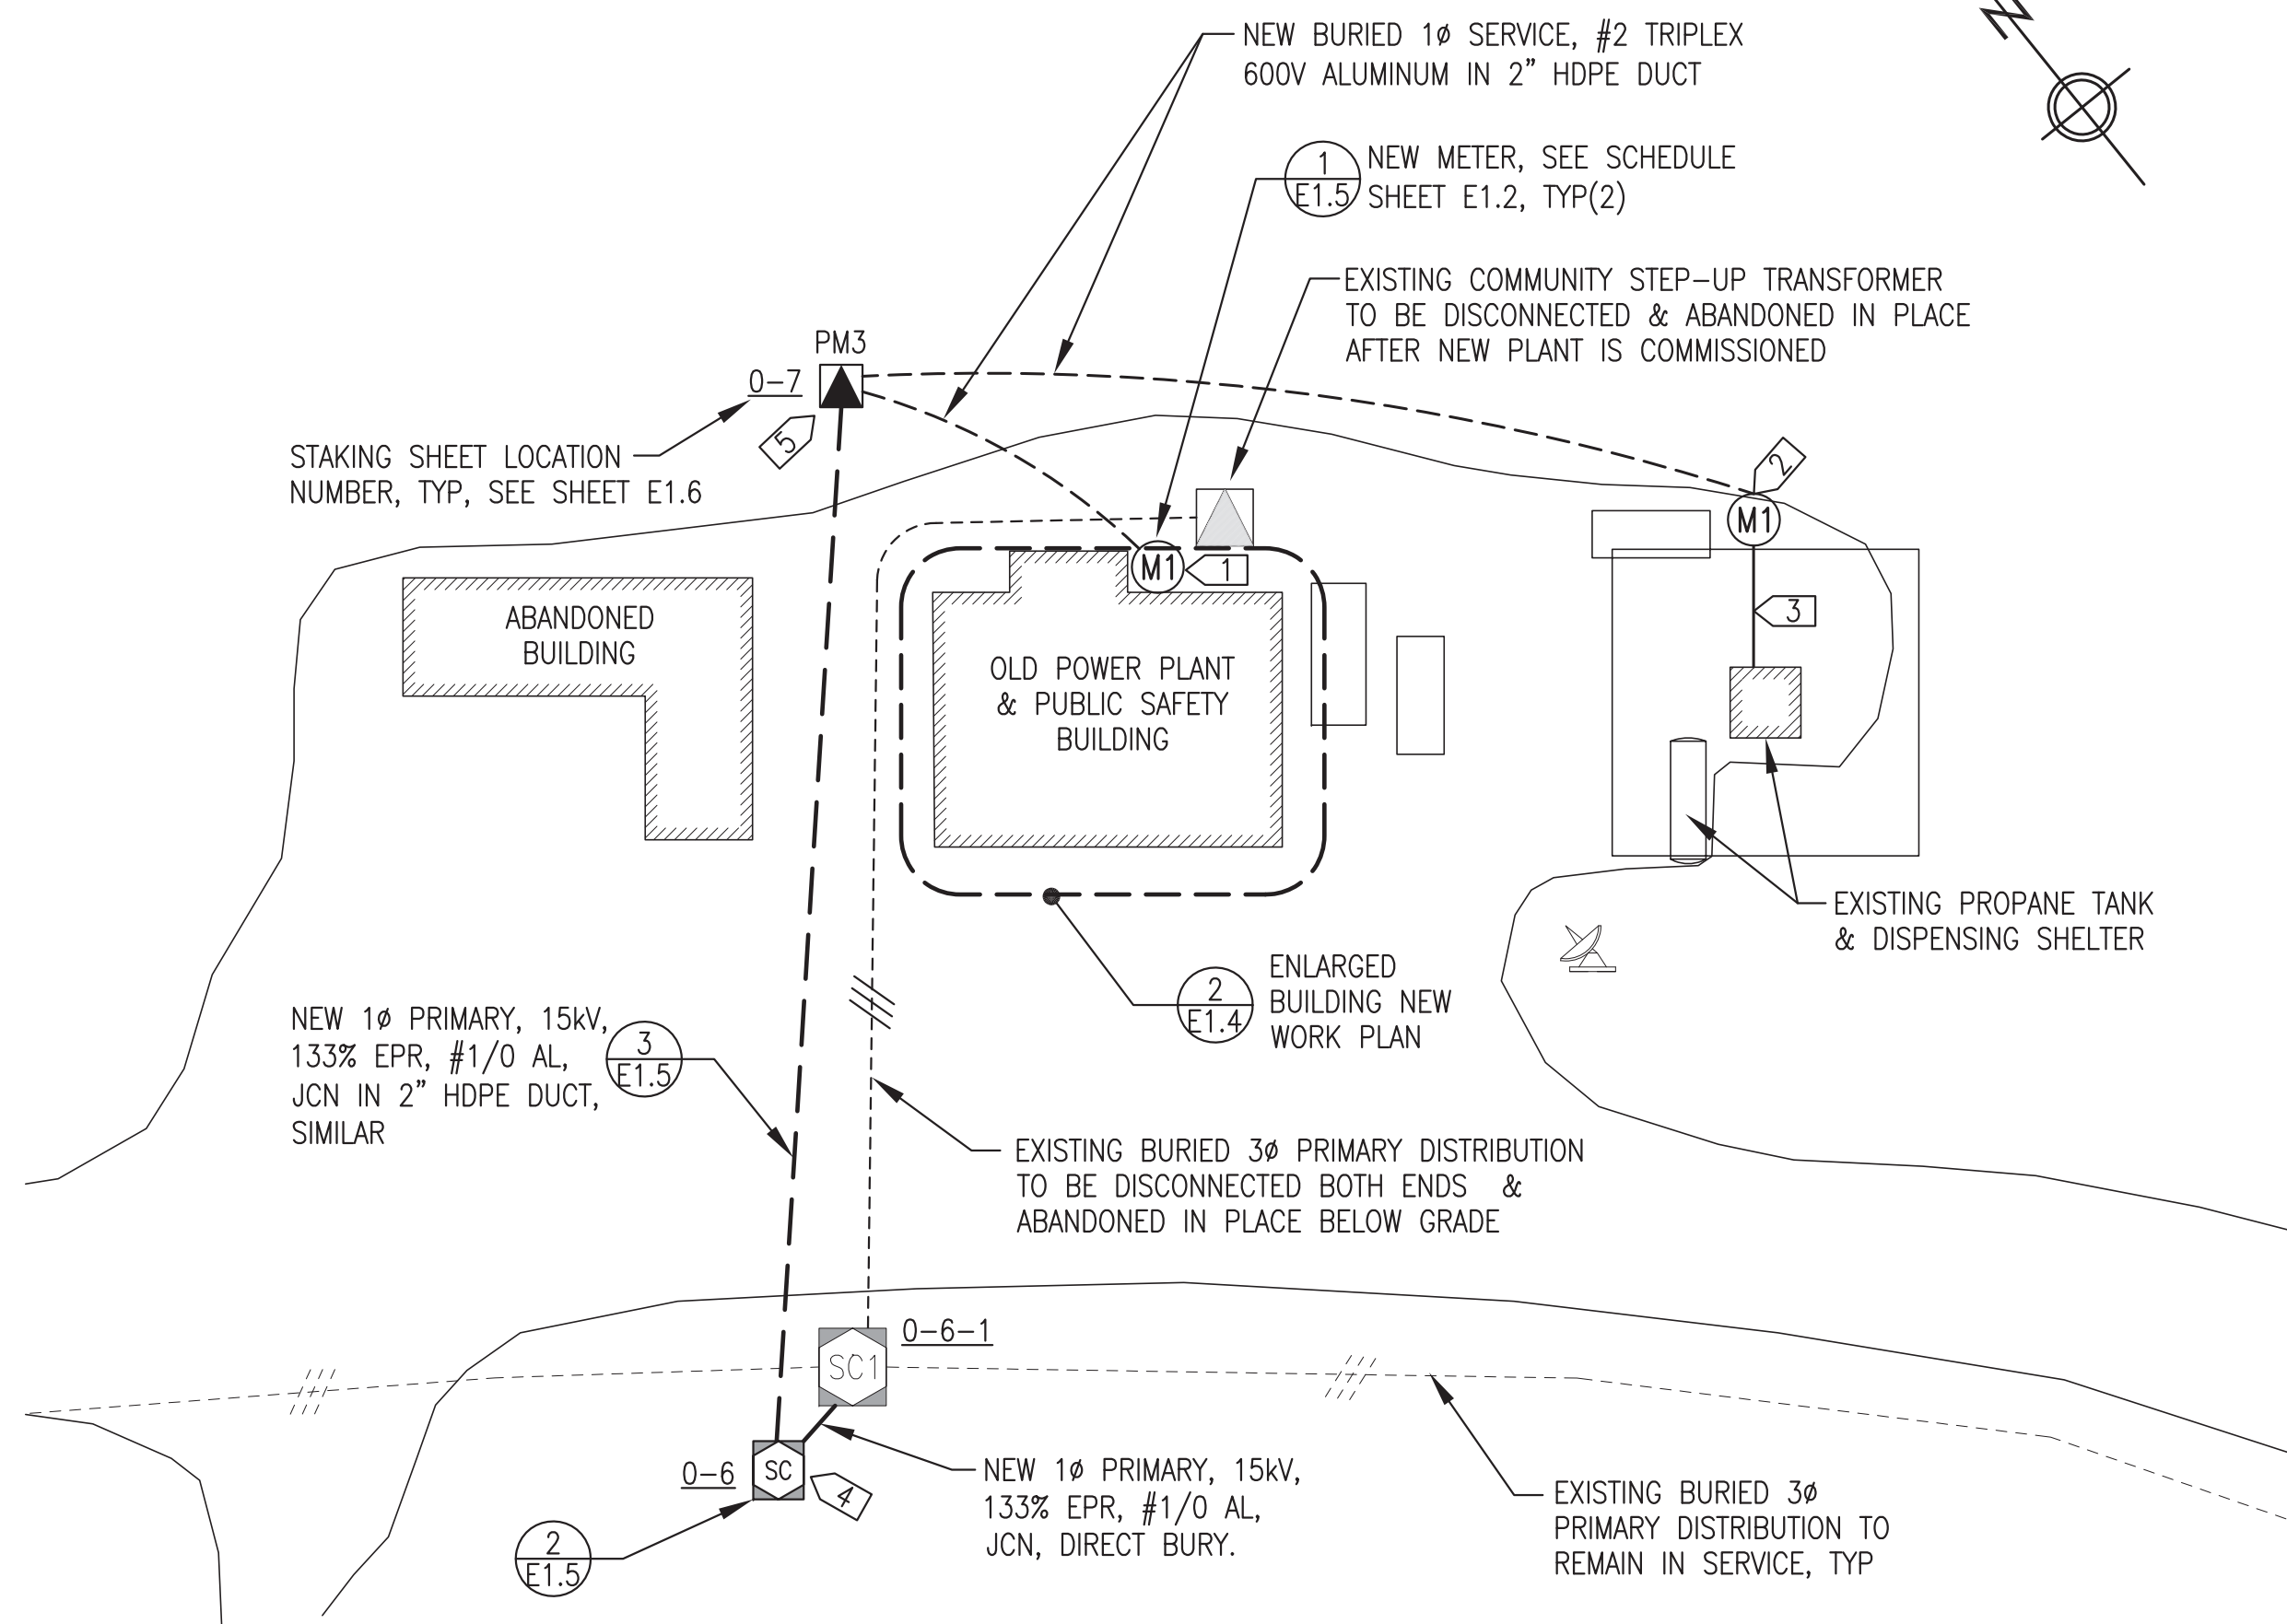 N
NEW BURIED 1ø SERVICE, #2 TRIPLEX
600V ALUMINUM IN 2" HDPE DUCT
1
E1.5
NEW METER, SEE SCHEDULE
SHEET E1.2, TYP(2)
EXISTING COMMUNITY STEP-UP TRANSFORMER
TO BE DISCONNECTED & ABANDONED IN PLACE
AFTER NEW PLANT IS COMMISSIONED
PM3
0-7
5
STAKING SHEET LOCATION
NUMBER, TYP, SEE SHEET E1.6
2
M1
M1
1
3
ABANDONED
BUILDING
OLD POWER PLANT
& PUBLIC SAFETY
BUILDING
EXISTING PROPANE TANK
& DISPENSING SHELTER
2
E1.4
ENLARGED
BUILDING NEW
WORK PLAN
NEW 1ø PRIMARY, 15kV,
133% EPR, #1/0 AL,
JCN IN 2" HDPE DUCT,
SIMILAR
3
E1.5
EXISTING BURIED 3ø PRIMARY DISTRIBUTION
TO BE DISCONNECTED BOTH ENDS &
ABANDONED IN PLACE BELOW GRADE
0-6-1
SC1
0-6
SC
4
NEW 1ø PRIMARY, 15kV,
133% EPR, #1/0 AL,
JCN, DIRECT BURY.
2
E1.5
EXISTING BURIED 3ø
PRIMARY DISTRIBUTION TO
REMAIN IN SERVICE, TYP